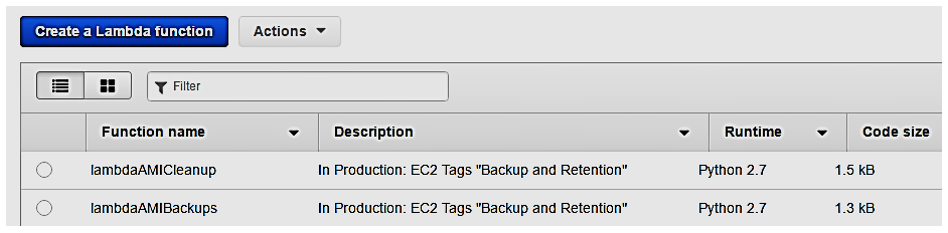 Create a Lambda function Actions
Filter
Function name Description Runtime Code size
lambdaAMICleanup In Production: EC2 Tags "Backup and Retention" Python 2.7 1.5 kB
lambdaAMIBackups In Production: EC2 Tags "Backup and Retention" Python 2.7 1.3 kB